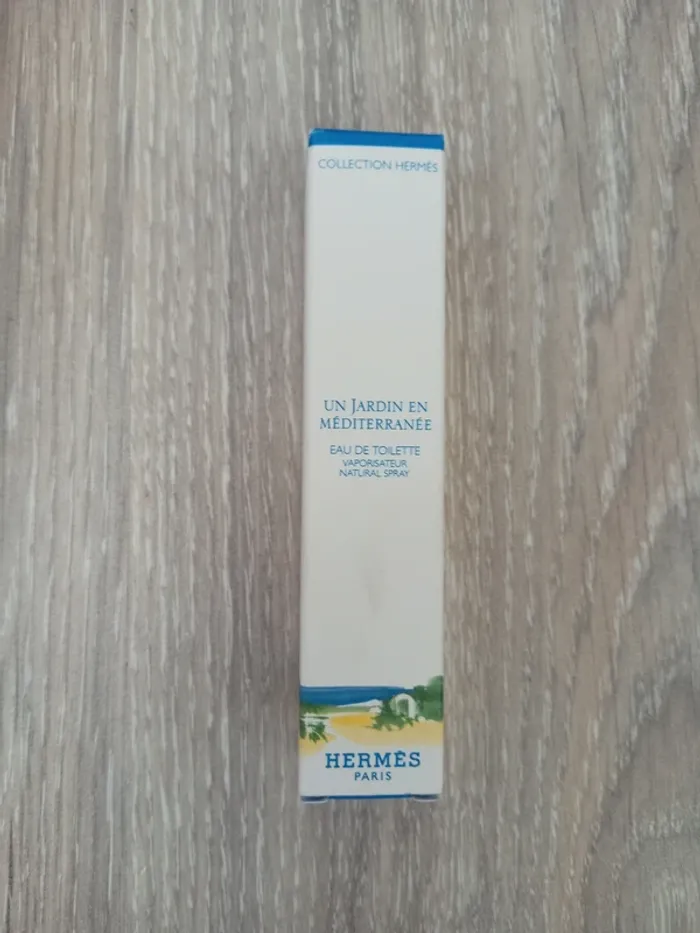 COLLECTION HERMÈS
UN JARDIN EN
MÉDITERRANÉE
EAU DE TOILETTE
VAPORISATEUR
NATURAL SPRAY
HERMÈS
PARIS